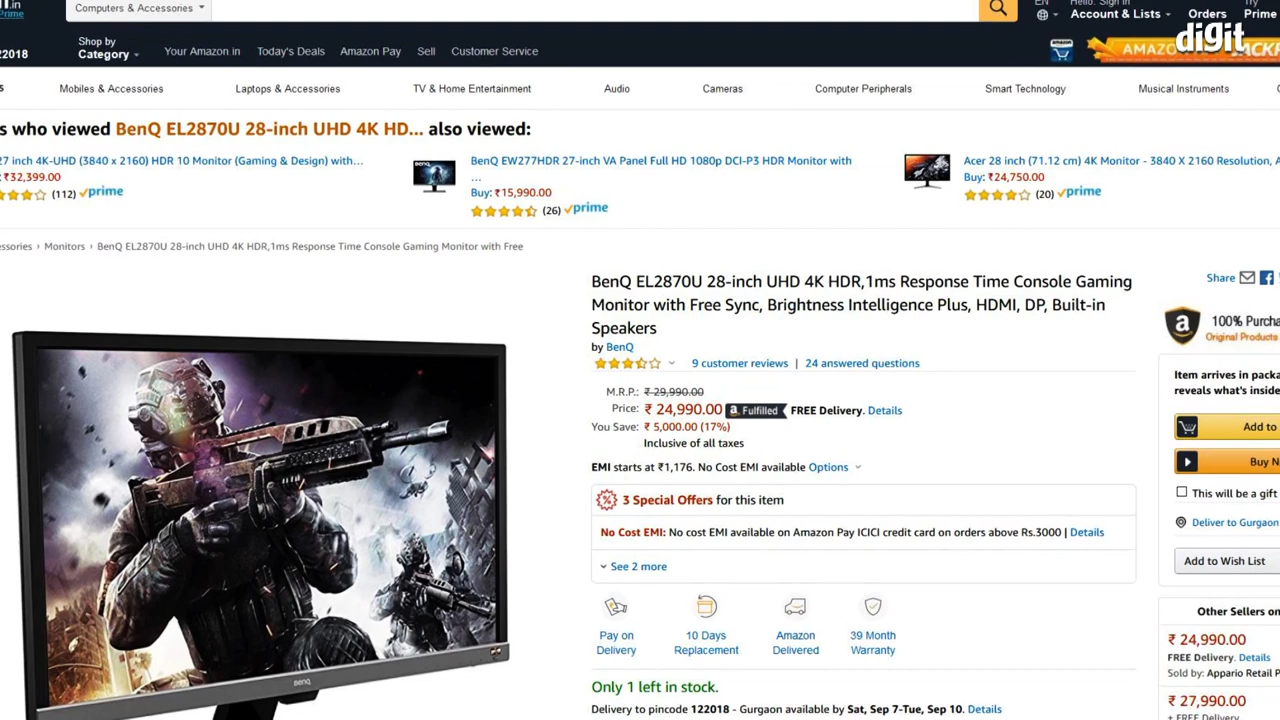 .in
Prime
Computers & Accessories
EN
Hello. Sign in
Account & Lists
Orders
Try
Prime
digit
122018
Shop by
Category
Your Amazon in
Today's Deals
Amazon Pay
Sell
Customer Service
AMAZO
JACKP
Mobiles & Accessories
Laptops & Accessories
TV & Home Entertainment
Audio
Cameras
Computer Peripherals
Smart Technology
Musical Instruments
s who viewed BenQ EL2870U 28-inch UHD 4K HD... also viewed:
27 inch 4K-UHD (3840 x 2160) HDR 10 Monitor (Gaming & Design) with…
: ₹32,399.00
(112) prime
BenQ
BenQ EW277HDR 27-inch VA Panel Full HD 1080p DCI-P3 HDR Monitor with
…
Buy: ₹15,990.00
(26) prime
Acer 28 inch (71.12 cm) 4K Monitor - 3840 X 2160 Resolution, A
Buy: ₹24,750.00
(20) prime
essories › Monitors › BenQ EL2870U 28-inch UHD 4K HDR,1ms Response Time Console Gaming Monitor with Free
BenQ EL2870U 28-inch UHD 4K HDR,1ms Response Time Console Gaming
Monitor with Free Sync, Brightness Intelligence Plus, HDMI, DP, Built-in
Speakers
by BenQ
9 customer reviews | 24 answered questions
M.R.P.: ₹ 29,990.00
Price: ₹ 24,990.00 a Fulfilled FREE Delivery. Details
You Save: ₹ 5,000.00 (17%)
Inclusive of all taxes
EMI starts at ₹1,176. No Cost EMI available Options
3 Special Offers for this item
No Cost EMI: No cost EMI available on Amazon Pay ICICI credit card on orders above Rs.3000 | Details
See 2 more
Pay on
Delivery
10 Days
Replacement
Amazon
Delivered
39 Month
Warranty
Only 1 left in stock.
Delivery to pincode 122018 - Gurgaon available by Sat, Sep 7-Tue, Sep 10. Details
BenQ
Share
a
100% Purcha
Original Products
Item arrives in packa
reveals what's inside
Add to
Buy N
This will be a gift
Deliver to Gurgaon
Add to Wish List
Other Sellers on
₹ 24,990.00
FREE Delivery. Details
Sold by: Appario Retail P
₹ 27,990.00
+ FREE Delivery